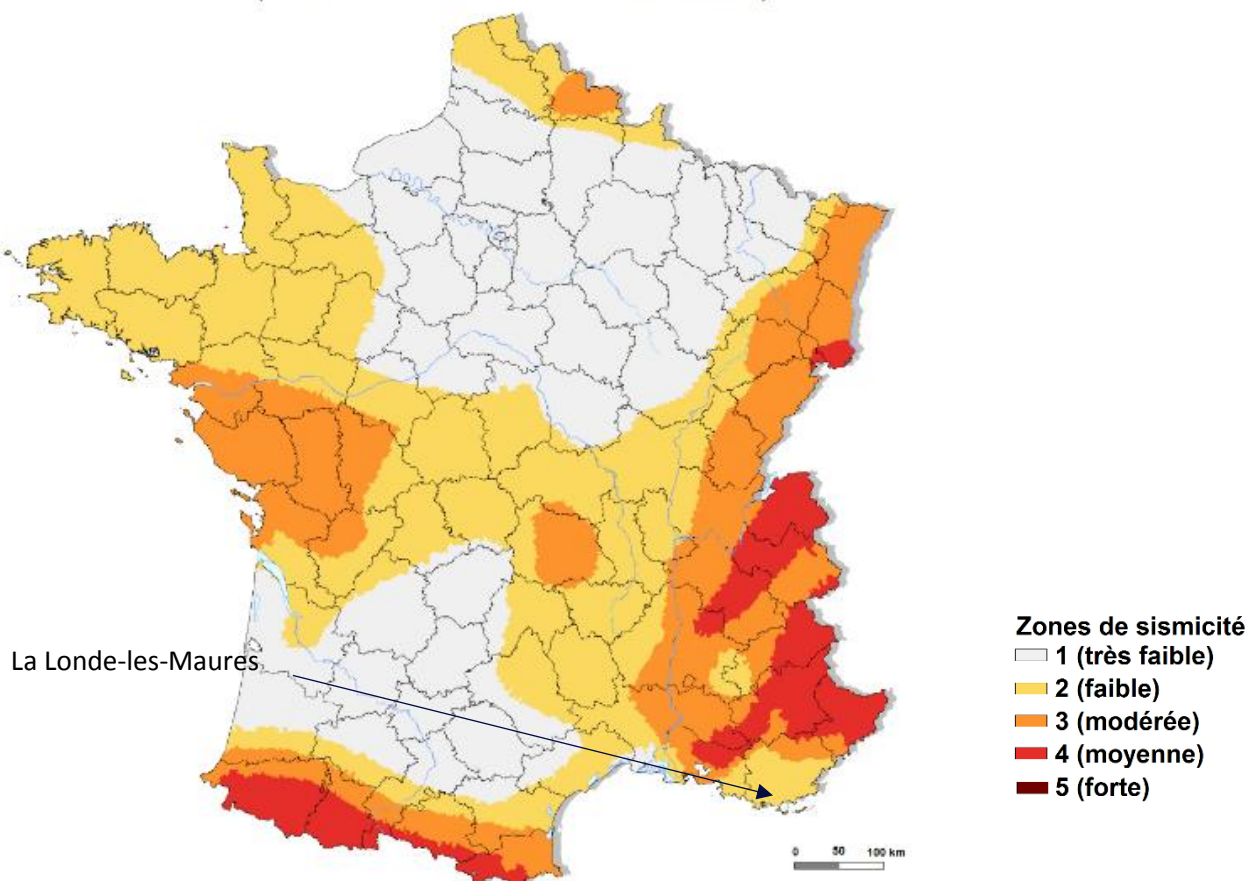 La Londe-les-Maures
Zones de sismicité
1 (très faible)
2 (faible)
3 (modérée)
4 (moyenne)
5 (forte)
0 50 100 km